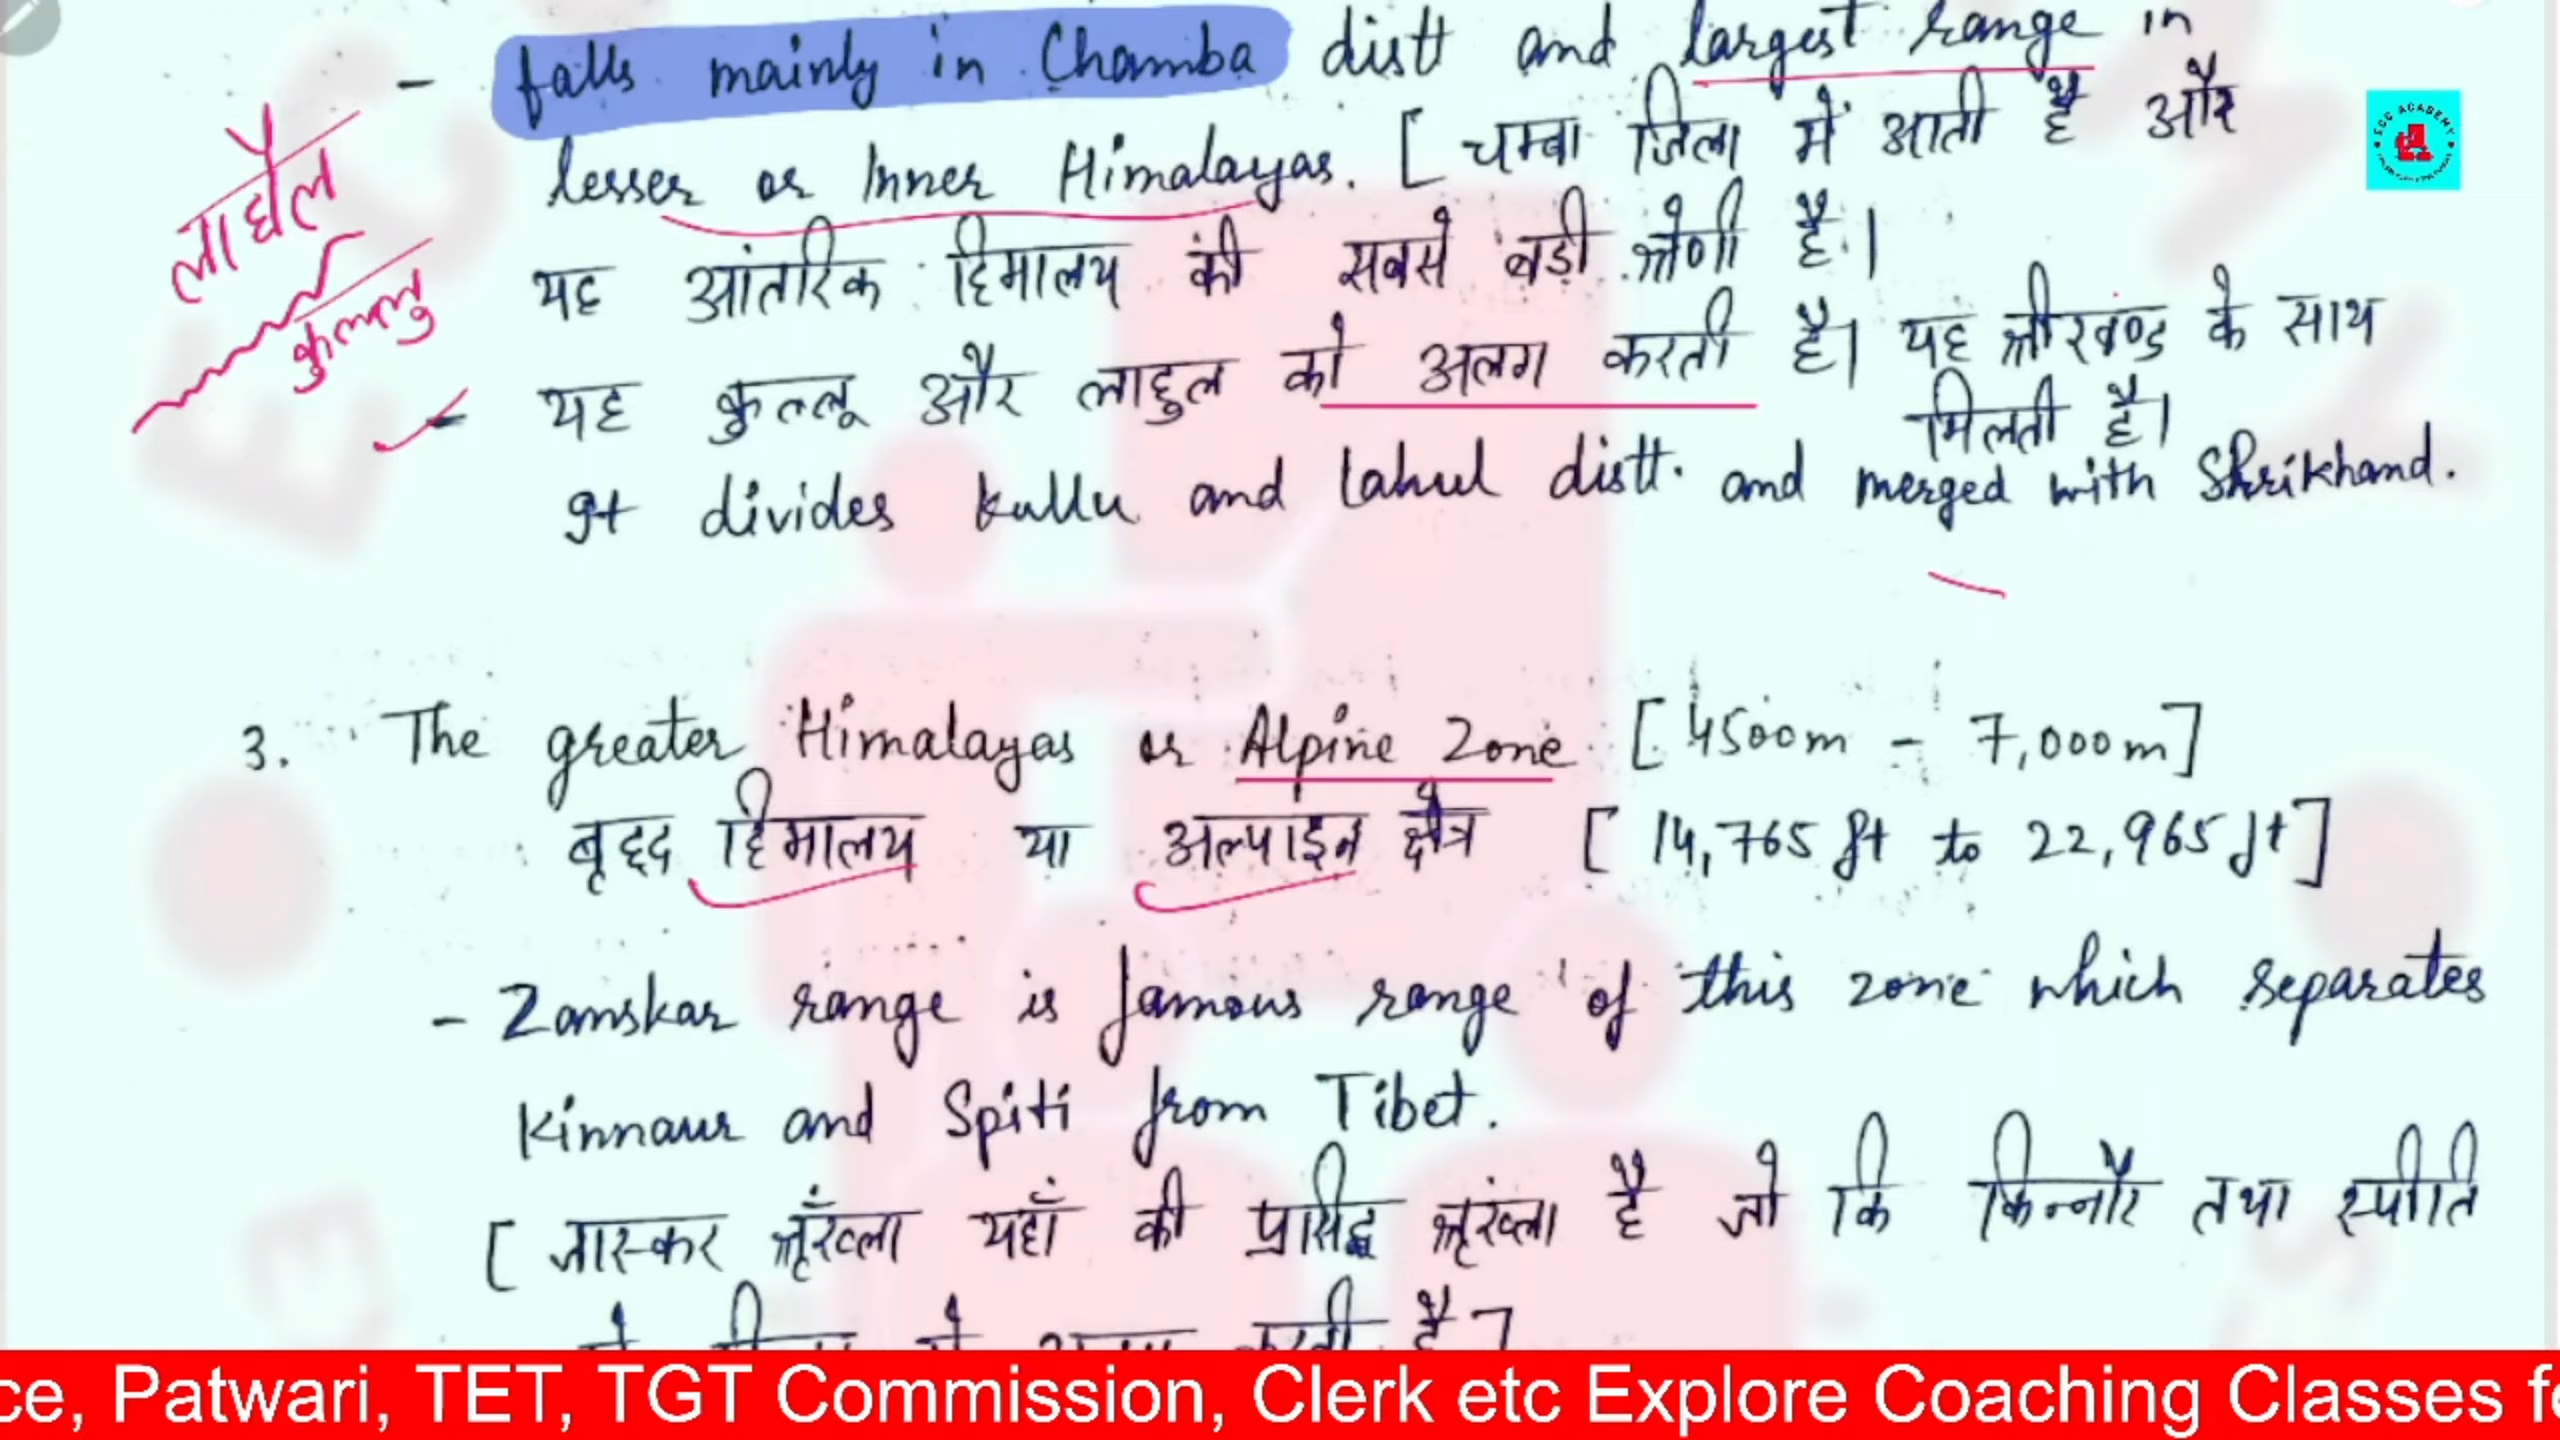 - falls mainly in Chamba distt and largest range in
lesser or Inner Himalayas. [ चम्बा जिला में आती है और
यह आंतरिक हिमालय की सबसे बड़ी श्रेणी है।
लाहौल
कुल्लु
- यह कुल्लू और लाहुल को अलग करती है। यह श्रीखण्ड के साथ
मिलती है।
It divides Kullu and Lahul distt. and merged with Shrikhand.
3. The greater Himalayas or Alpine Zone [4500m - 7,000m]
बृहद हिमालय या अल्पाइन क्षेत्र [14,765 ft to 22,965 ft]
- Zanskar range is famous range of this zone which separates
Kinnaur and Spiti from Tibet.
[ जास्कर श्रृंख्ला यहाँ की प्रसिद्ध श्रृंख्ला है जो कि किन्नौर तथा स्पीति
करती है ]
ce, Patwari, TET, TGT Commission, Clerk etc Explore Coaching Classes fo